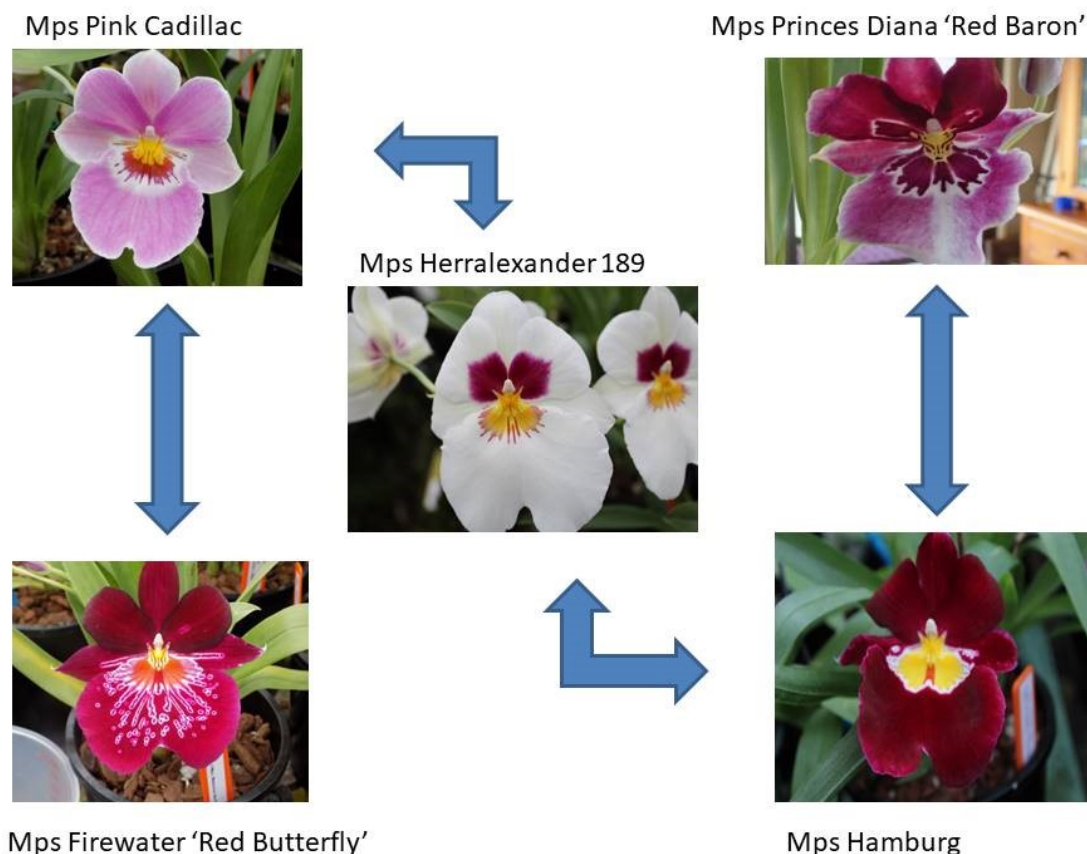 Mps Pink Cadillac
Mps Princes Diana ‘Red Baron’
Mps Herralexander 189
Mps Firewater ‘Red Butterfly’
Mps Hamburg